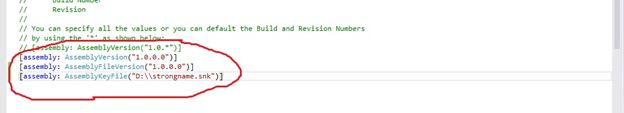 //      Build Number
//      Revision
//
// You can specify all the values or you can default the Build and Revision Numbers
// by using the '*' as shown below:
// [assembly: AssemblyVersion("1.0.*")]
[assembly: AssemblyVersion("1.0.0.0")]
[assembly: AssemblyFileVersion("1.0.0.0")]
[assembly: AssemblyKeyFile("D:\\strongname.snk")]